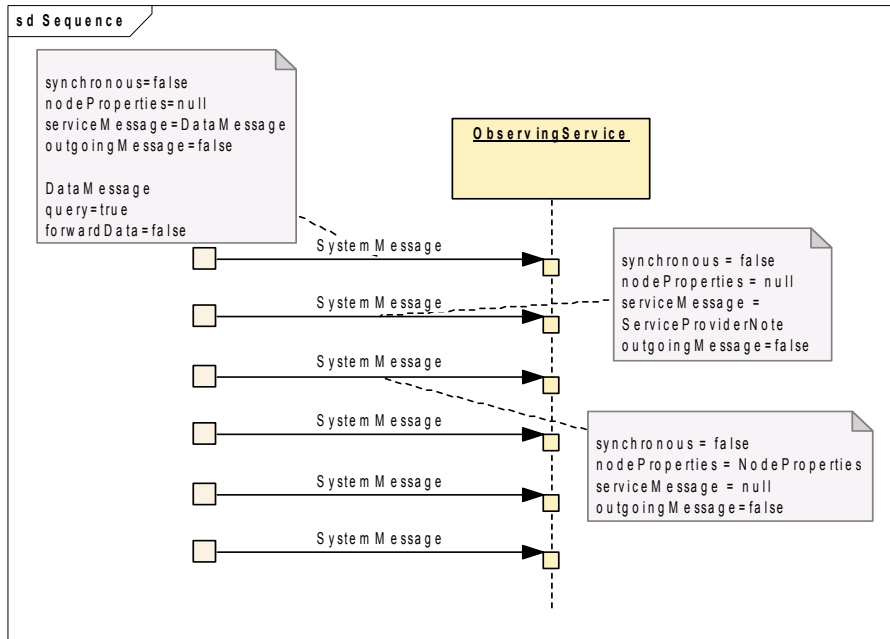 sd Sequence
synchronous=false
nodeProperties=null
serviceMessage=DataMessage
outgoingMessage=false
DataMessage
query=true
forwardData=false
ObservingService
SystemMessage
synchronous = false
nodeProperties = null
serviceMessage =
ServiceProviderNote
outgoingMessage=false
SystemMessage
SystemMessage
synchronous = false
nodeProperties = NodeProperties
serviceMessage = null
outgoingMessage=false
SystemMessage
SystemMessage
SystemMessage